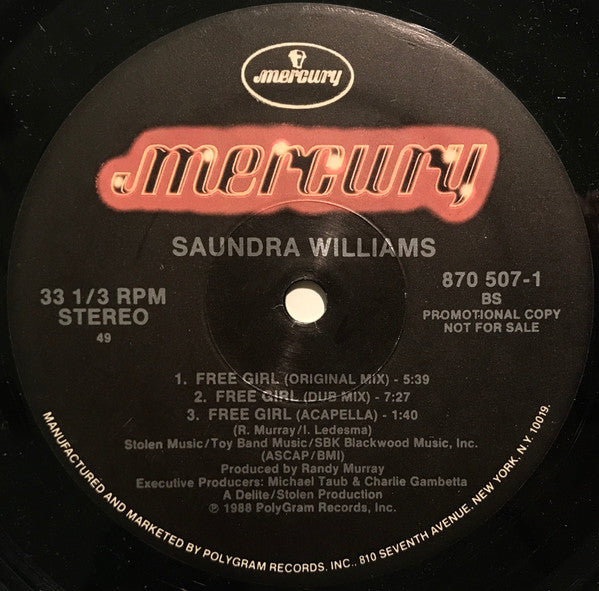 mercury
mercury
SAUNDRA WILLIAMS
33 1/3 RPM
STEREO
49
870 507-1
BS
PROMOTIONAL COPY
NOT FOR SALE
1. FREE GIRL (ORIGINAL MIX) - 5:39
2. FREE GIRL (DUB MIX) - 7:27
3. FREE GIRL (ACAPELLA) - 1:40
(R. Murray/I. Ledesma)
Stolen Music/Toy Band Music/SBK Blackwood Music, Inc.
(ASCAP/BMI)
Produced by Randy Murray
Executive Producers: Michael Taub & Charlie Gambetta
A Delite/Stolen Production
℗ 1988 PolyGram Records, Inc.
MANUFACTURED AND MARKETED BY POLYGRAM RECORDS. INC.. 810 SEVENTH AVENUE. NEW YORK. N.Y. 10019.